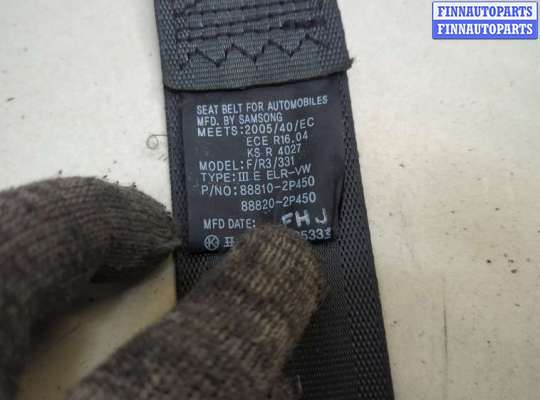 FINNAUTOPARTS
FINNAUTOPARTS
SEAT BELT FOR AUTOMOBILES
MFD. BY SAMSONG
MEETS:2005/40/EC
ECE R16.04
KS R 4027
MODEL:F/R3/331
TYPE:III E ELR-VW
P/NO:88810-2P450
88820-2P450
MFD DATE: FHJ